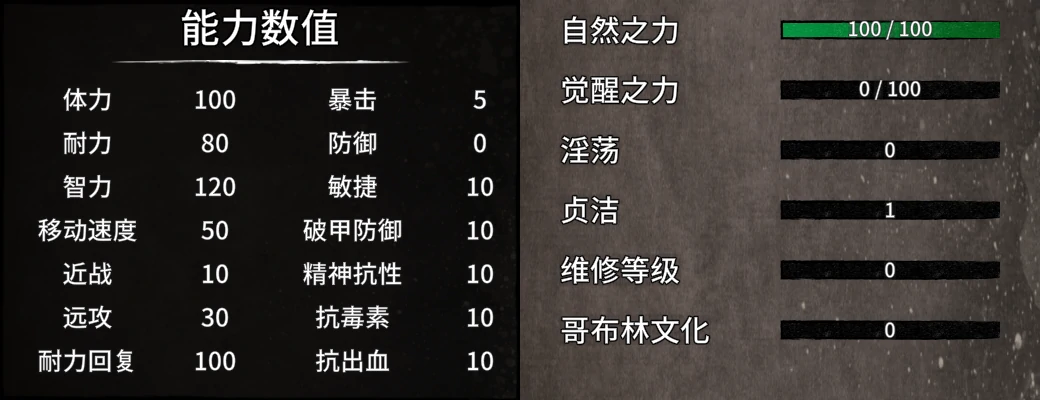 能力数值
体力 100 暴击 5
耐力 80 防御 0
智力 120 敏捷 10
移动速度 50 破甲防御 10
近战 10 精神抗性 10
远攻 30 抗毒素 10
耐力回复 100 抗出血 10
自然之力 100 / 100
觉醒之力 0 / 100
淫荡 0
贞洁 1
维修等级 0
哥布林文化 0